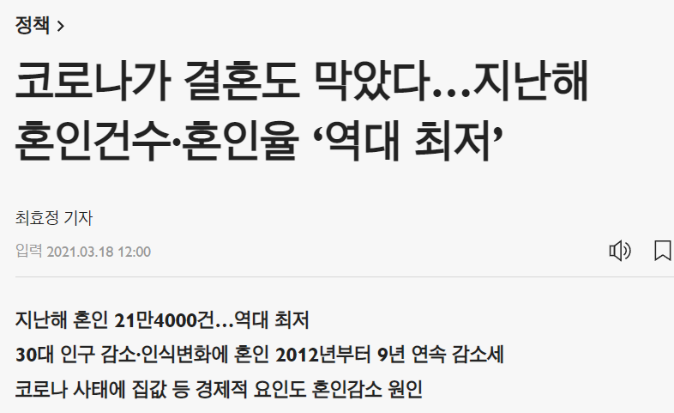 정책 >
코로나가 결혼도 막았다…지난해
혼인건수·혼인율 ‘역대 최저’
최효정 기자
입력 2021.03.18 12:00
지난해 혼인 21만4000건…역대 최저
30대 인구 감소·인식변화에 혼인 2012년부터 9년 연속 감소세
코로나 사태에 집값 등 경제적 요인도 혼인감소 원인